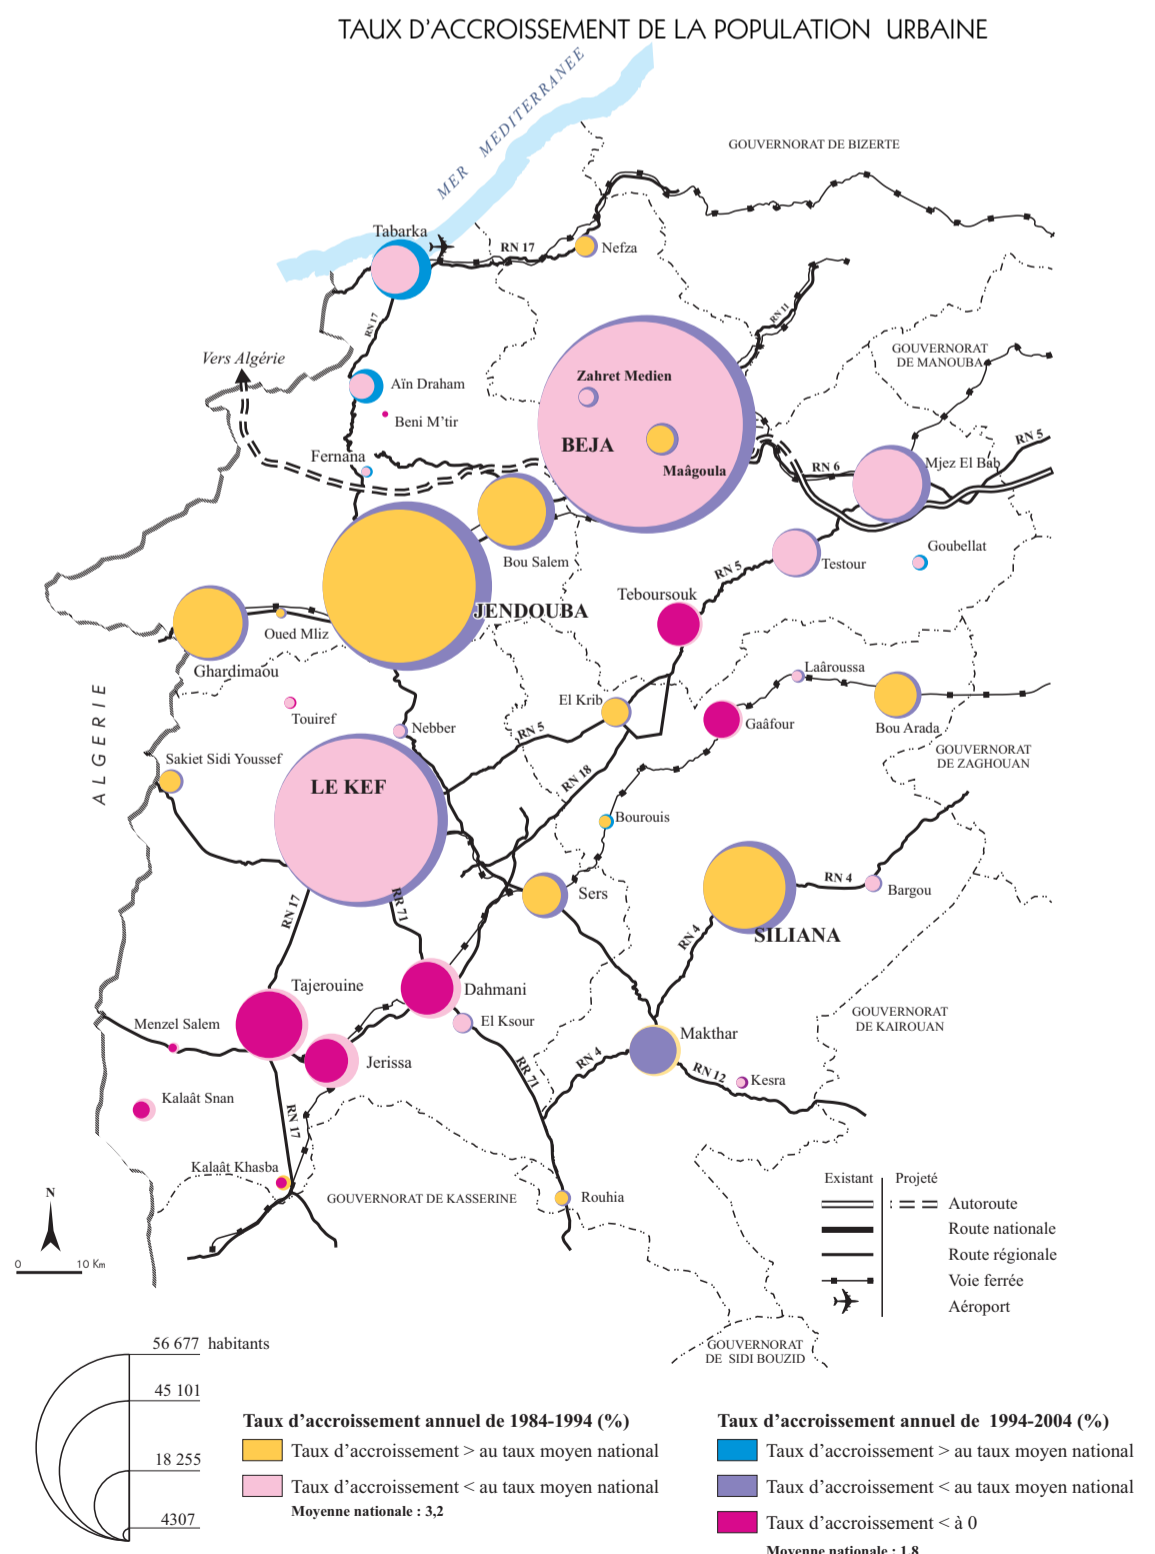 TAUX D'ACCROISSEMENT DE LA POPULATION URBAINE
MER MEDITERRANEE
GOUVERNORAT DE BIZERTE
Tabarka
RN 17
Nefza
RN 17
RN 11
Vers Algérie
GOUVERNORAT
DE MANOUBA
Aïn Draham
Zahret Medien
Beni M'tir
BEJA
Maâgoula
RN 5
Fernana
RN 6
Mjez El Bab
Bou Salem
Goubellat
Testour
RN 5
Teboursouk
JENDOUBA
Oued Mliz
Ghardimaou
Laâroussa
ALGERIE
Touiref
El Krib
Nebber
RN 5
Gaâfour
Bou Arada
Sakiet Sidi Youssef
GOUVERNORAT
DE ZAGHOUAN
LE KEF
RN 18
Bourouis
RN 17
RR 71
Sers
RN 4
Bargou
RN 4
SILIANA
Tajerouine
Dahmani
Menzel Salem
El Ksour
GOUVERNORAT
DE KAIROUAN
Makthar
Jerissa
RR 71
RN 4
RN 12
Kesra
Kalaât Snan
RN 17
Kalaât Khasba
GOUVERNORAT DE KASSERINE
Rouhia
Existant
Projeté
Autoroute
Route nationale
Route régionale
Voie ferrée
Aéroport
N
0 10 Km
GOUVERNORAT
DE SIDI BOUZID
56 677 habitants
45 101
18 255
4307
Taux d'accroissement annuel de 1984-1994 (%)
Taux d'accroissement > au taux moyen national
Taux d'accroissement < au taux moyen national
Moyenne nationale : 3,2
Taux d'accroissement annuel de 1994-2004 (%)
Taux d'accroissement > au taux moyen national
Taux d'accroissement < au taux moyen national
Taux d'accroissement < à 0
Moyenne nationale : 1,8